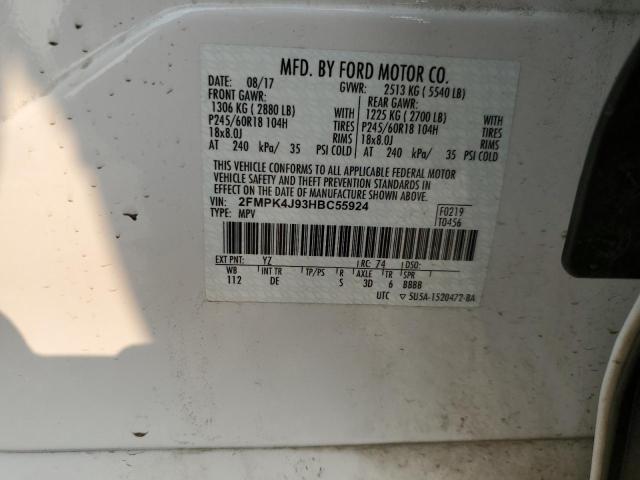 MFD. BY FORD MOTOR CO.
DATE: 08/17 GVWR: 2513 KG ( 5540 LB)
FRONT GAWR: REAR GAWR:
1306 KG ( 2880 LB) WITH 1225 KG ( 2700 LB) WITH
P245/60R18 104H TIRES P245/60R18 104H TIRES
18x8.0J RIMS 18x8.0J RIMS
AT 240 kPa/ 35 PSI COLD AT 240 kPa/ 35 PSI COLD
THIS VEHICLE CONFORMS TO ALL APPLICABLE FEDERAL MOTOR
VEHICLE SAFETY AND THEFT PREVENTION STANDARDS IN
EFFECT ON THE DATE OF MANUFACTURE SHOWN ABOVE.
VIN: 2FMPK4J93HBC55924 F0219
TYPE: MPV T0456
EXT PNT: YZ RC: 74 DSO:
WB INT TR TP/PS R AXLE TR SPR
112 DE S 3D 6 BBBB
UTC ▽ 5U5A-1520472-BA